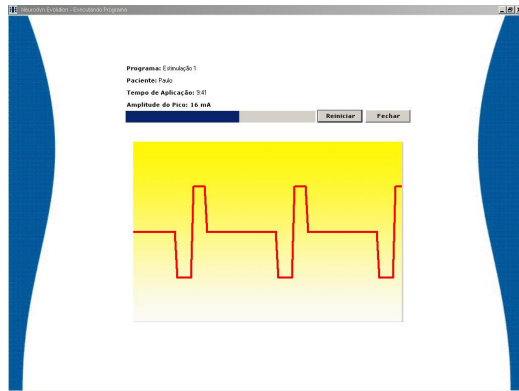 Neurodyn Evolution - Executando Programa
Programa: Estimulação 1
Paciente: Paulo
Tempo de Aplicação: 9:41
Amplitude do Pico: 16 mA
Reiniciar Fechar